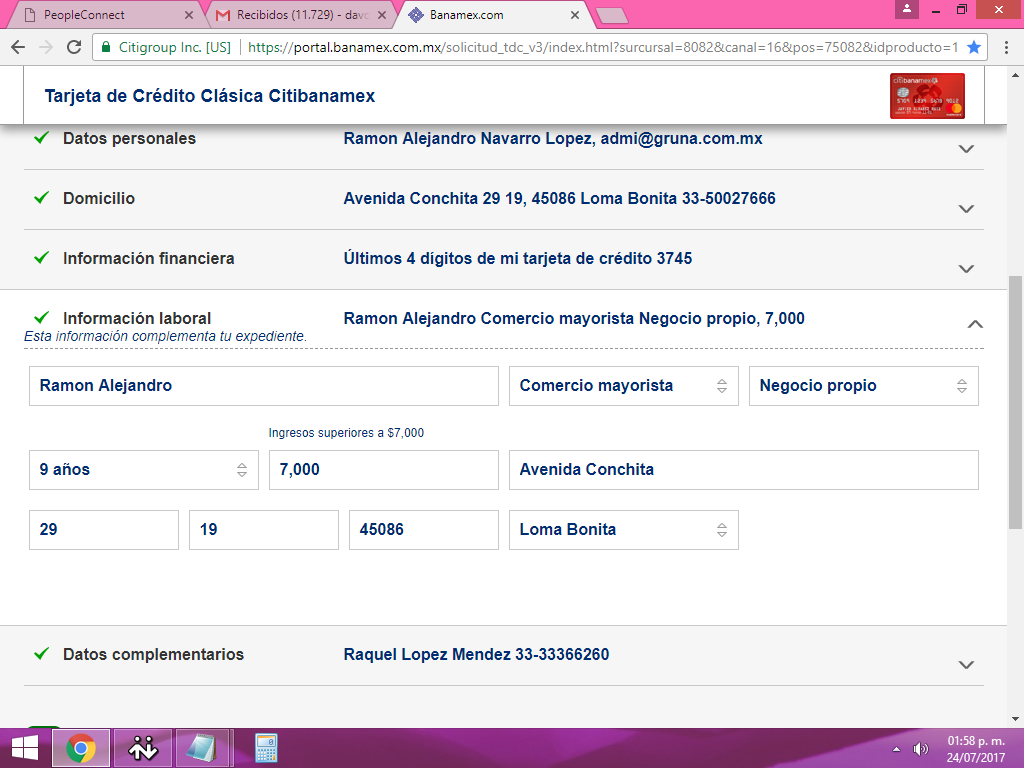 PeopleConnect
Recibidos (11.729) - davo
Banamex.com
Citigroup Inc. [US]
https://portal.banamex.com.mx/solicitud_tdc_v3/index.html?surcursal=8082&canal=16&pos=75082&idproducto=1
Tarjeta de Crédito Clásica Citibanamex
citibanamex
Datos personales
Ramon Alejandro Navarro Lopez, admi@gruna.com.mx
Domicilio
Avenida Conchita 29 19, 45086 Loma Bonita 33-50027666
Información financiera
Últimos 4 dígitos de mi tarjeta de crédito 3745
Información laboral
Ramon Alejandro Comercio mayorista Negocio propio, 7,000
Esta información complementa tu expediente.
Ramon Alejandro
Comercio mayorista
Negocio propio
Ingresos superiores a $7,000
9 años
7,000
Avenida Conchita
29
19
45086
Loma Bonita
Datos complementarios
Raquel Lopez Mendez 33-33366260
01:58 p. m.
24/07/2017